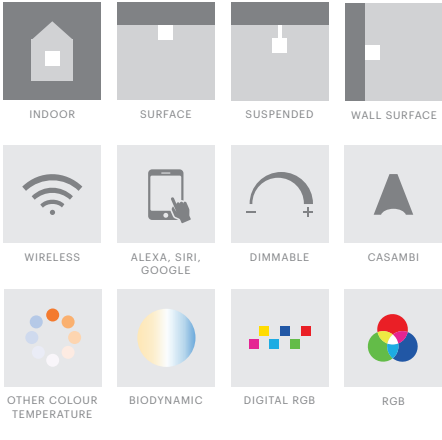 INDOOR
SURFACE
SUSPENDED
WALL SURFACE
WIRELESS
ALEXA, SIRI,
GOOGLE
DIMMABLE
CASAMBI
OTHER COLOUR
TEMPERATURE
BIODYNAMIC
DIGITAL RGB
RGB